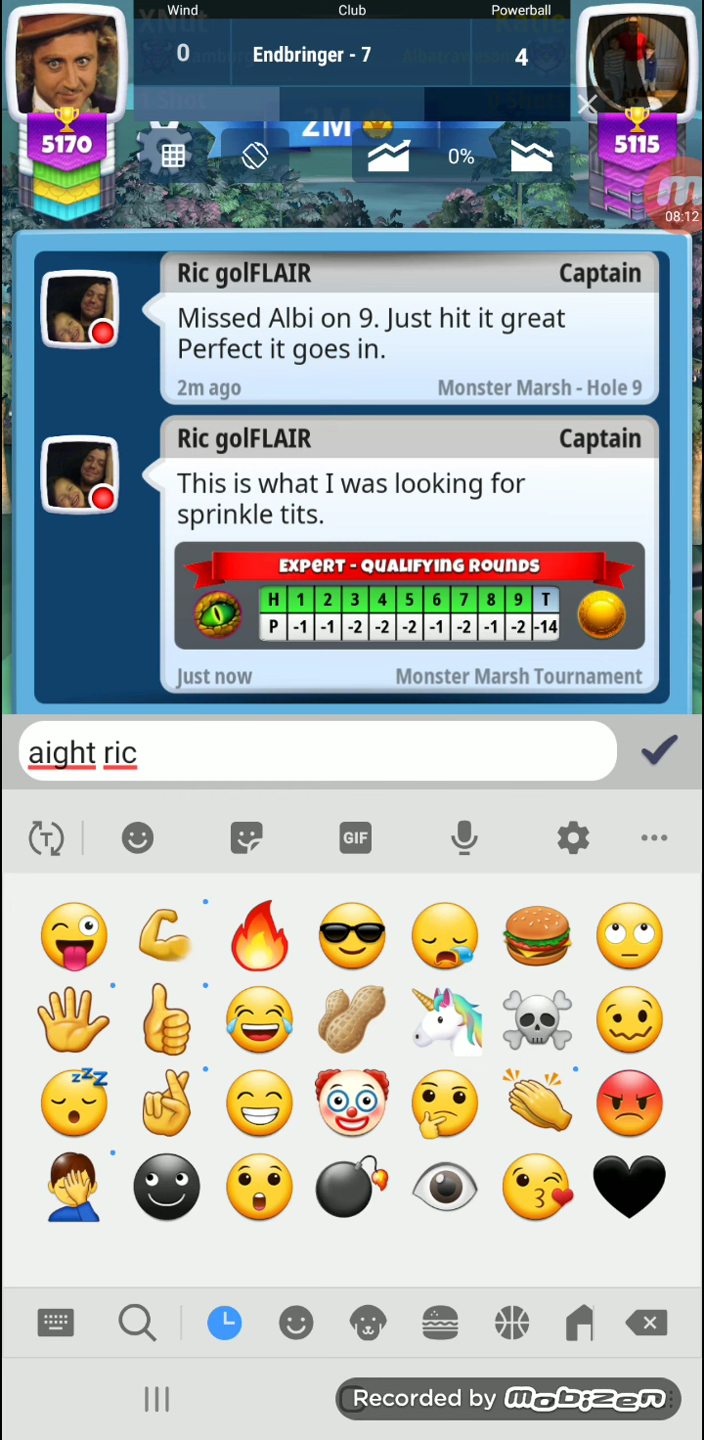 Wind Club Powerball
0 Endbringer - 7 4
2M
5170 5115
0%
08:12
Ric golFLAIR Captain
Missed Albi on 9. Just hit it great
Perfect it goes in.
2m ago Monster Marsh - Hole 9
Ric golFLAIR Captain
This is what I was looking for
sprinkle tits.
EXPERT - QUALIFYING ROUNDS
H 1 2 3 4 5 6 7 8 9 T
P -1 -1 -2 -2 -2 -1 -2 -1 -2 -14
Just now Monster Marsh Tournament
aight ric
T GIF
Recorded by mobizen